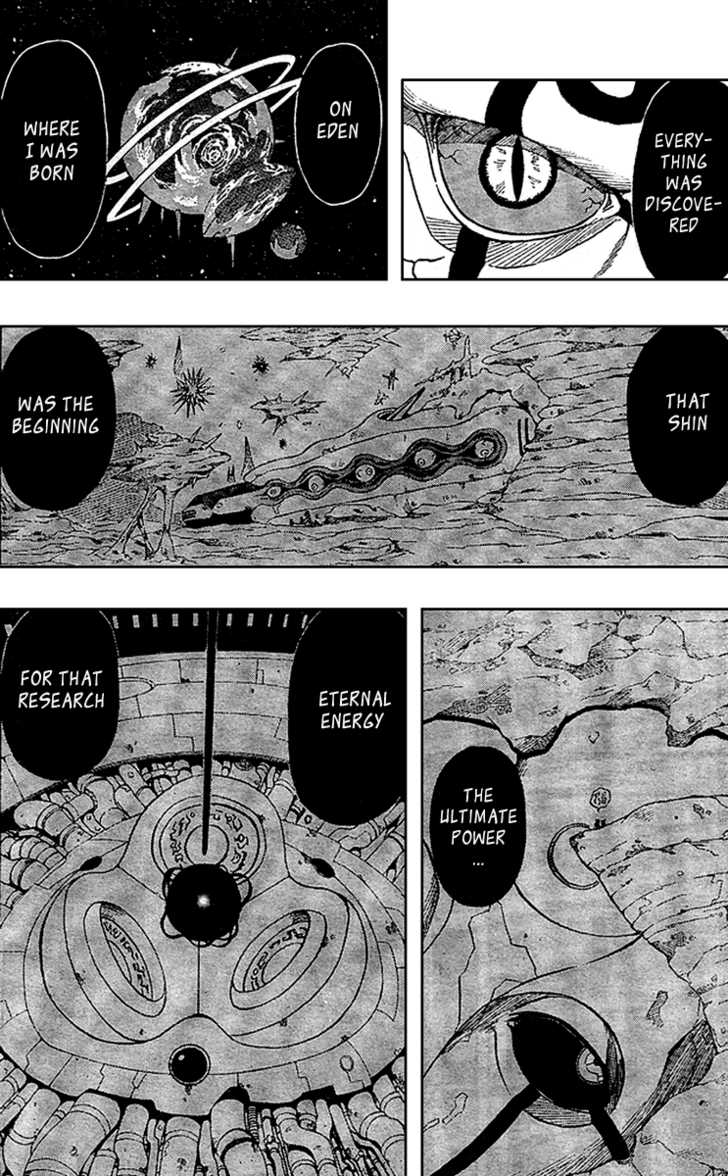 EVERY-
THING
WAS
DISCOVE-
RED
ON
EDEN
WHERE
I WAS
BORN
THAT
SHIN
WAS THE
BEGINNING
THE
ULTIMATE
POWER
...
ETERNAL
ENERGY
FOR THAT
RESEARCH